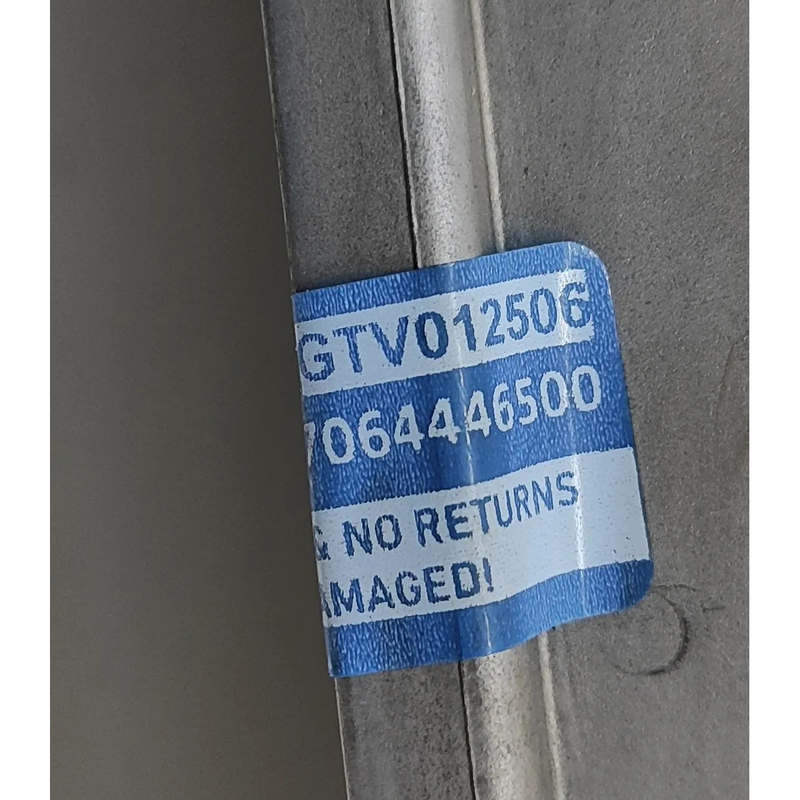 GTV012506
7064446500
& NO RETURNS
AMAGED!